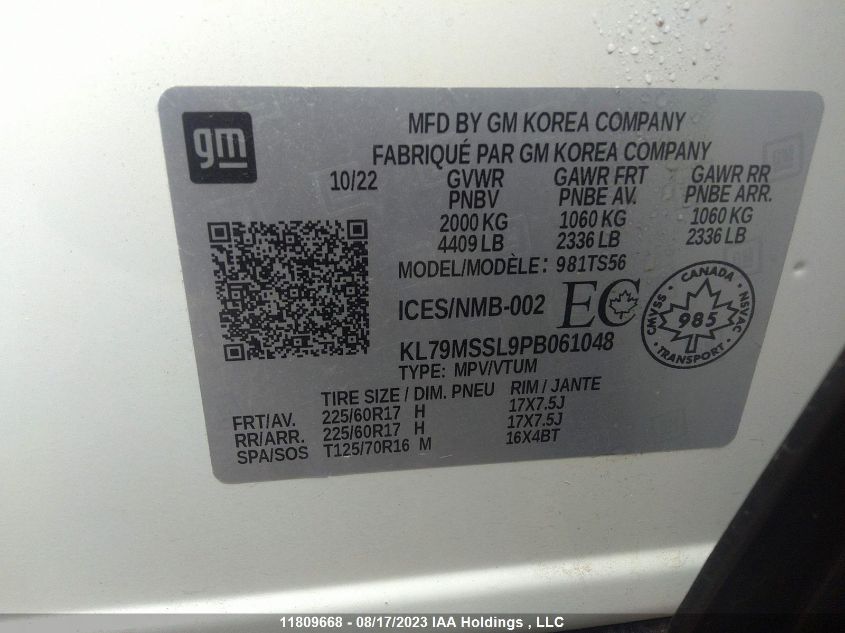 gm
MFD BY GM KOREA COMPANY
FABRIQUÉ PAR GM KOREA COMPANY
10/22 GVWR GAWR FRT GAWR RR
PNBV PNBE AV. PNBE ARR.
2000 KG 1060 KG 1060 KG
4409 LB 2336 LB 2336 LB
MODEL/MODÈLE: 981TS56
ICES/NMB-002 EC
CANADA
CMVSS 985 NSVAC
TRANSPORT
KL79MSSL9PB061048
TYPE: MPV/VTUM
TIRE SIZE / DIM. PNEU RIM / JANTE
FRT/AV. 225/60R17 H 17X7.5J
RR/ARR. 225/60R17 H 17X7.5J
SPA/SOS T125/70R16 M 16X4BT
11809668 - 08/17/2023 IAA Holdings , LLC